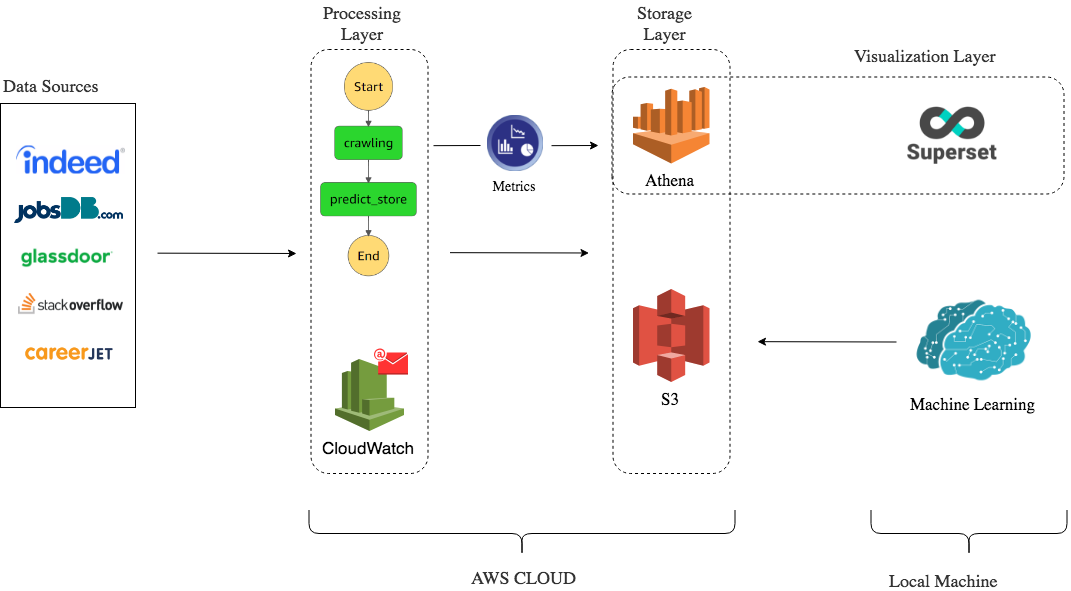 Processing
Layer
Storage
Layer
Visualization Layer
Data Sources
Start
crawling
predict_store
End
Metrics
Athena
Superset
indeed®
jobsDB.com
glassdoor
stackoverflow
careerJET
@
CloudWatch
S3
Machine Learning
AWS CLOUD
Local Machine